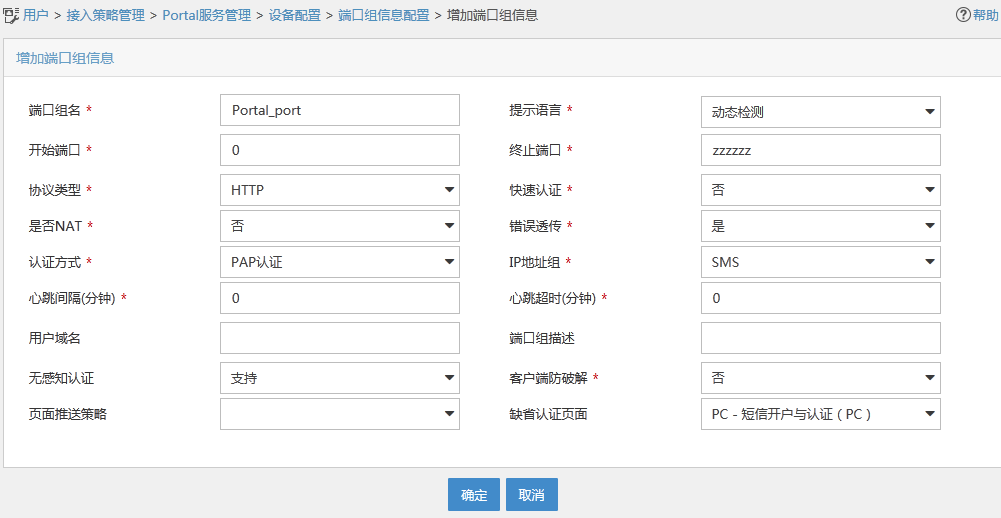 用户 > 接入策略管理 > Portal服务管理 > 设备配置 > 端口组信息配置 > 增加端口组信息 ?帮助
增加端口组信息
端口组名 * Portal_port 提示语言 * 动态检测
开始端口 * 0 终止端口 * zzzzzz
协议类型 * HTTP 快速认证 * 否
是否NAT * 否 错误透传 * 是
认证方式 * PAP认证 IP地址组 * SMS
心跳间隔(分钟) * 0 心跳超时(分钟) * 0
用户域名 端口组描述
无感知认证 支持 客户端防破解 * 否
页面推送策略 缺省认证页面 PC - 短信开户与认证（PC）
确定 取消